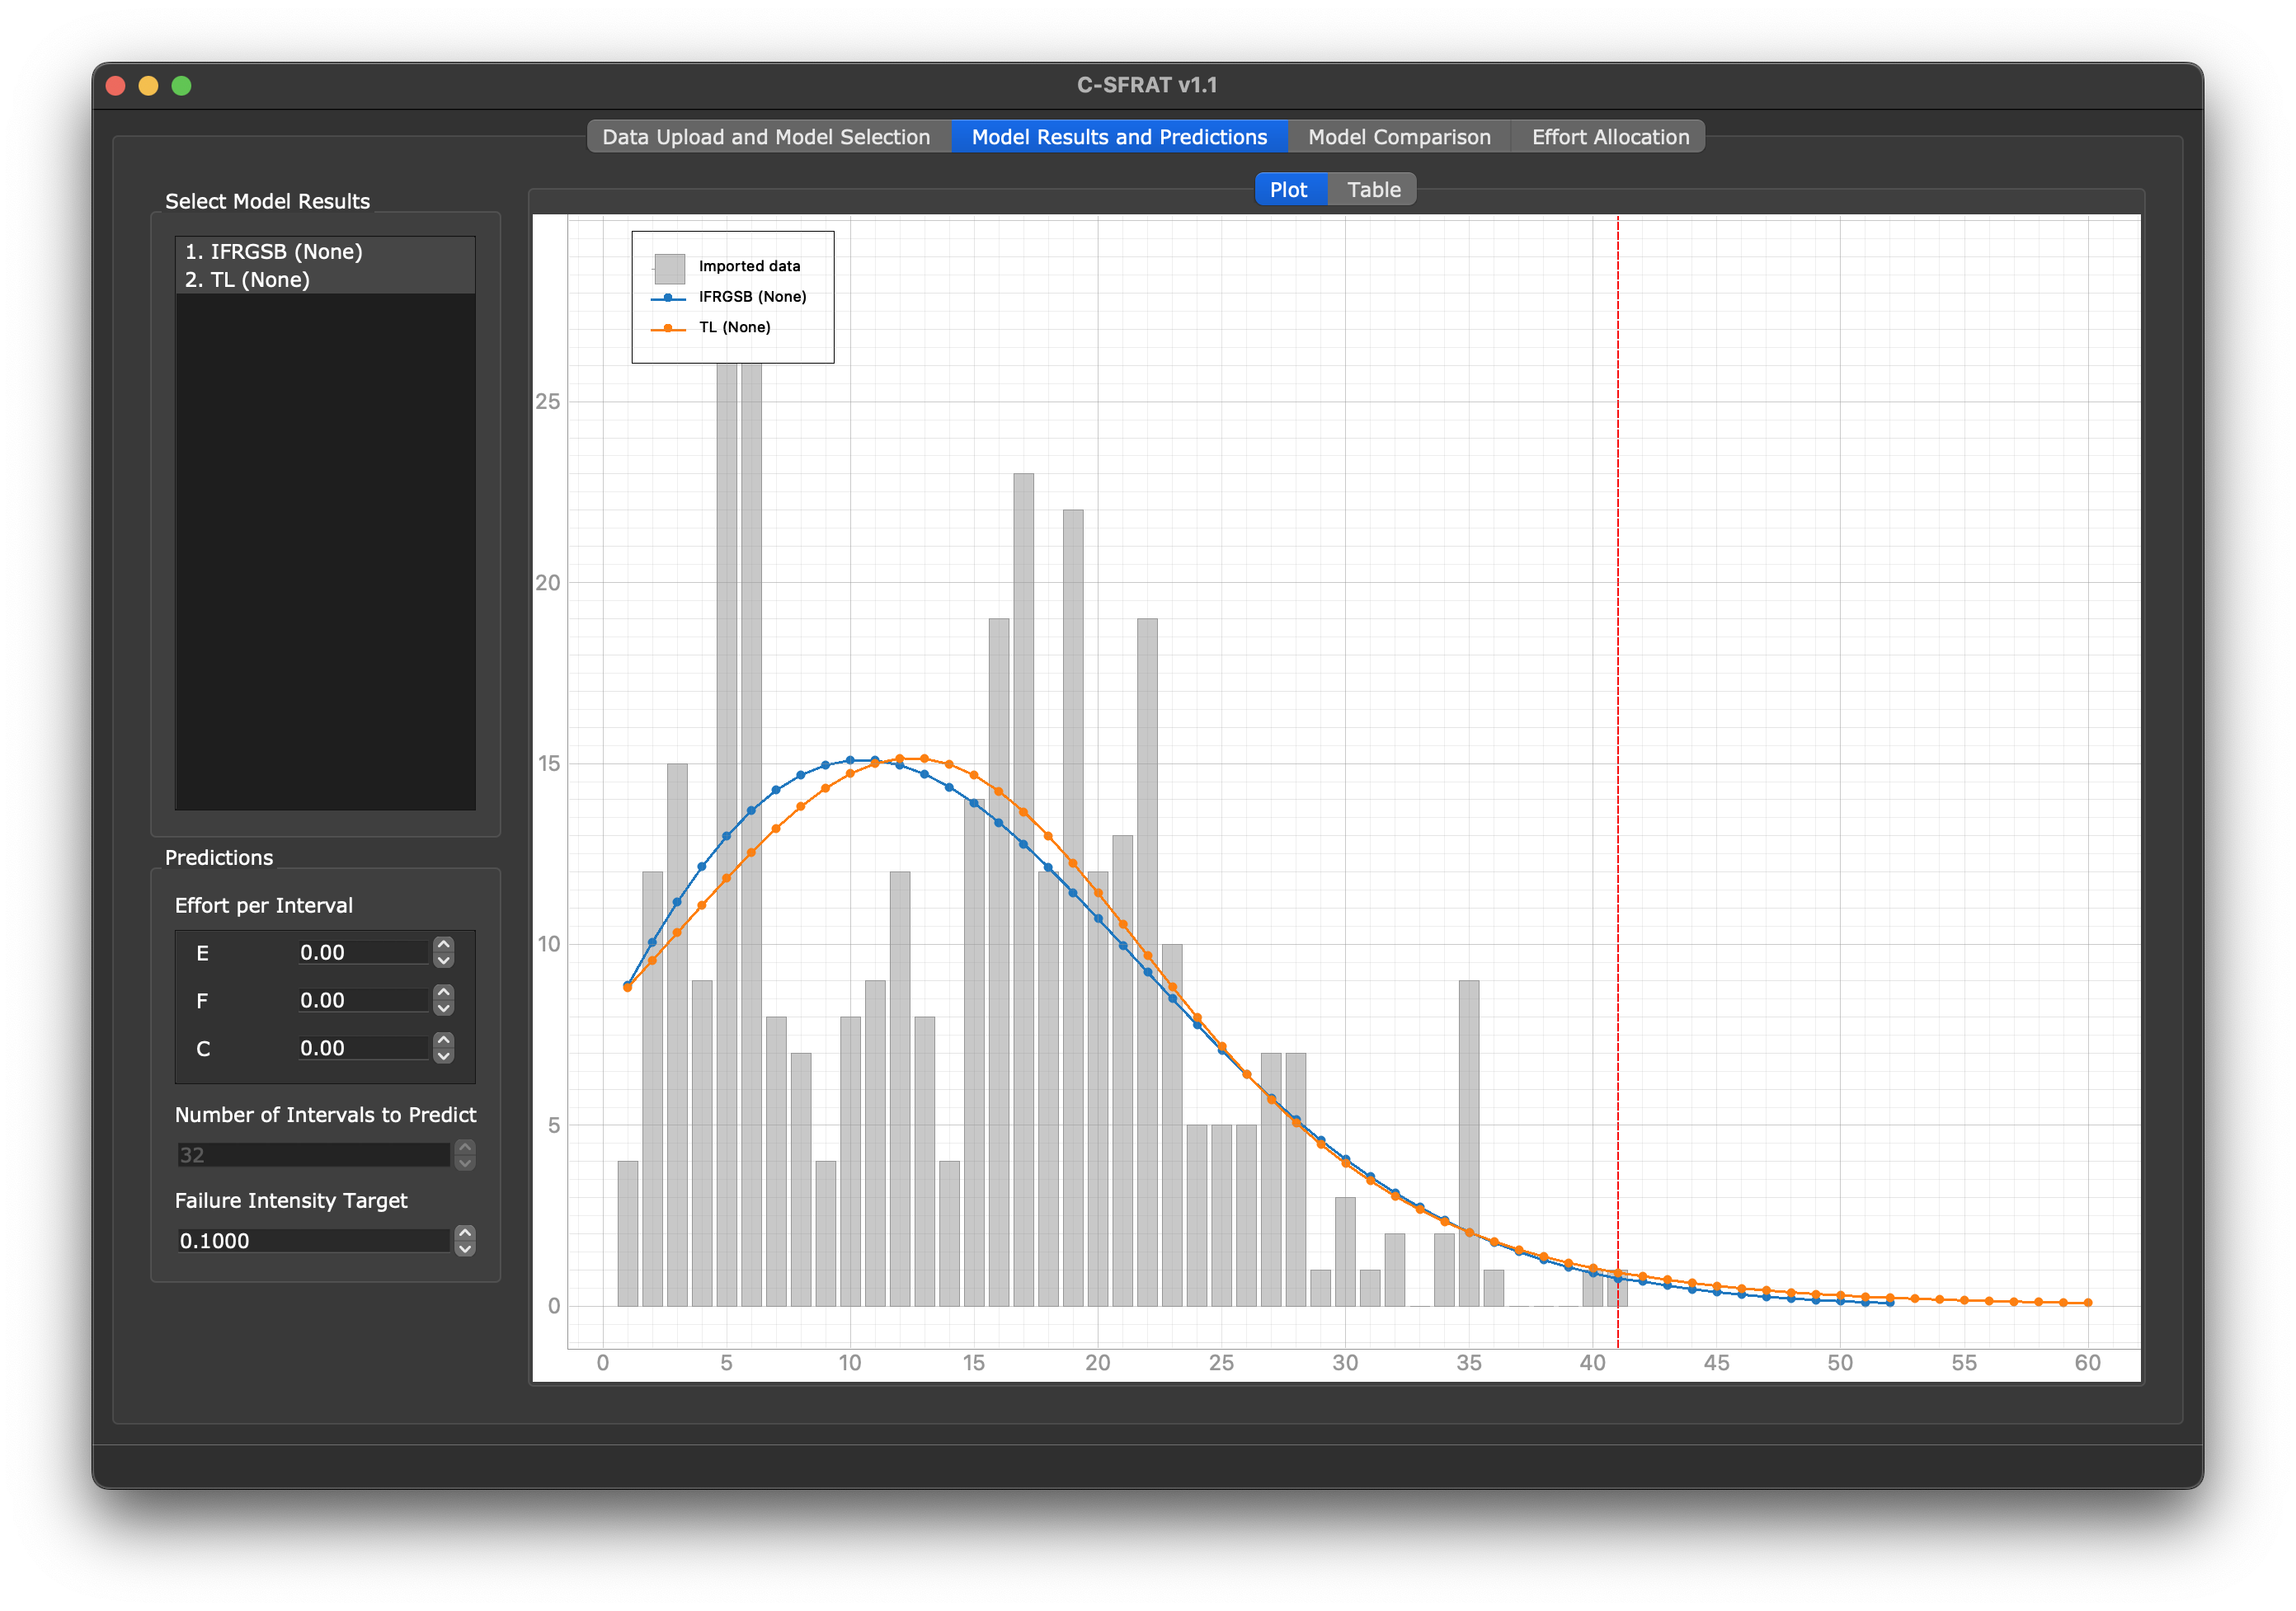 C-SFRAT v1.1
Data Upload and Model Selection Model Results and Predictions Model Comparison Effort Allocation
Select Model Results
1. IFRGSB (None)
2. TL (None)
Predictions
Effort per Interval
E 0.00
F 0.00
C 0.00
Number of Intervals to Predict
32
Failure Intensity Target
0.1000
Plot Table
Imported data
IFRGSB (None)
TL (None)
25
20
15
10
5
0
0 5 10 15 20 25 30 35 40 45 50 55 60